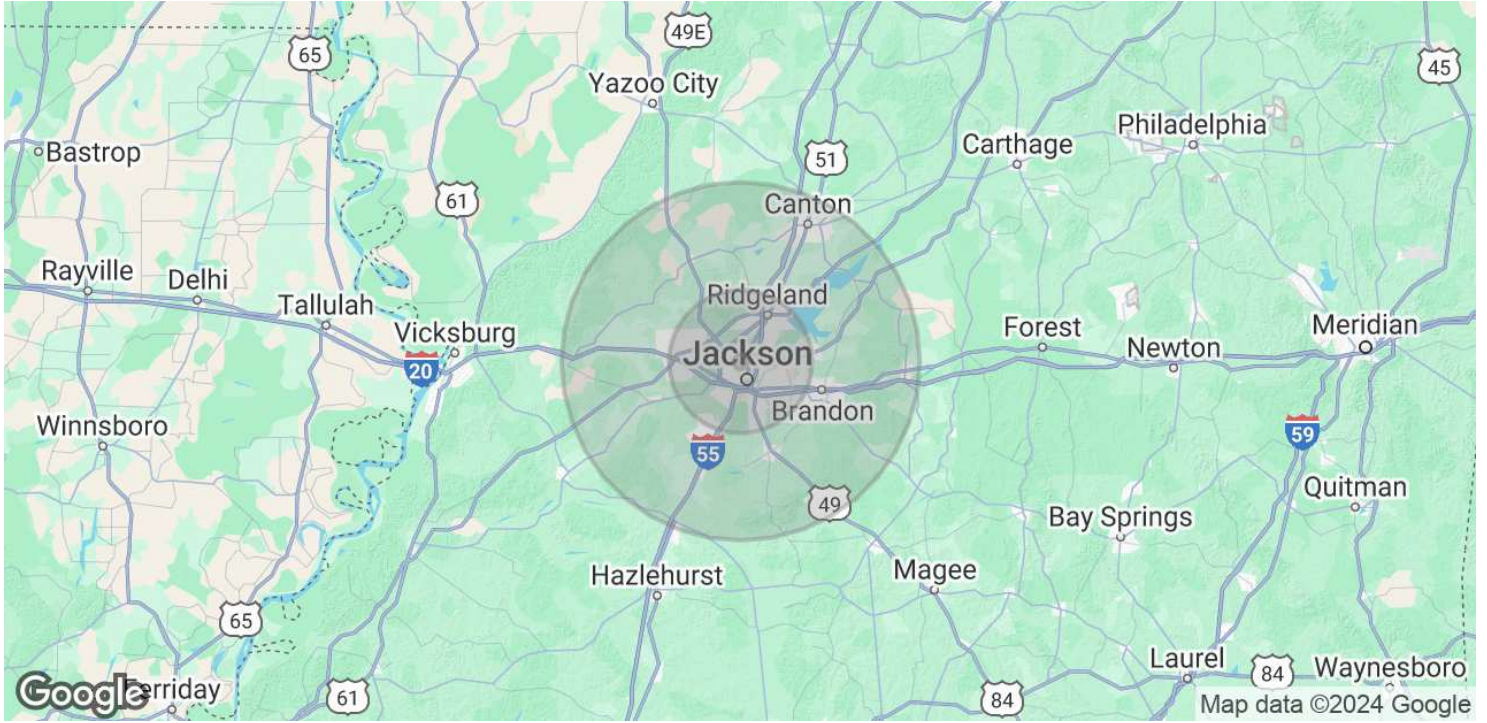 49E
65
45
Yazoo City
Philadelphia
Carthage
Bastrop
51
61
Canton
Rayville
Delhi
Tallulah
Ridgeland
Vicksburg
Jackson
Forest
Newton
Meridian
20
Brandon
Winnsboro
55
59
49
Quitman
Bay Springs
Hazlehurst
Magee
65
Laurel
84
Waynesboro
Google
Ferriday
61
84
Map data ©2024 Google